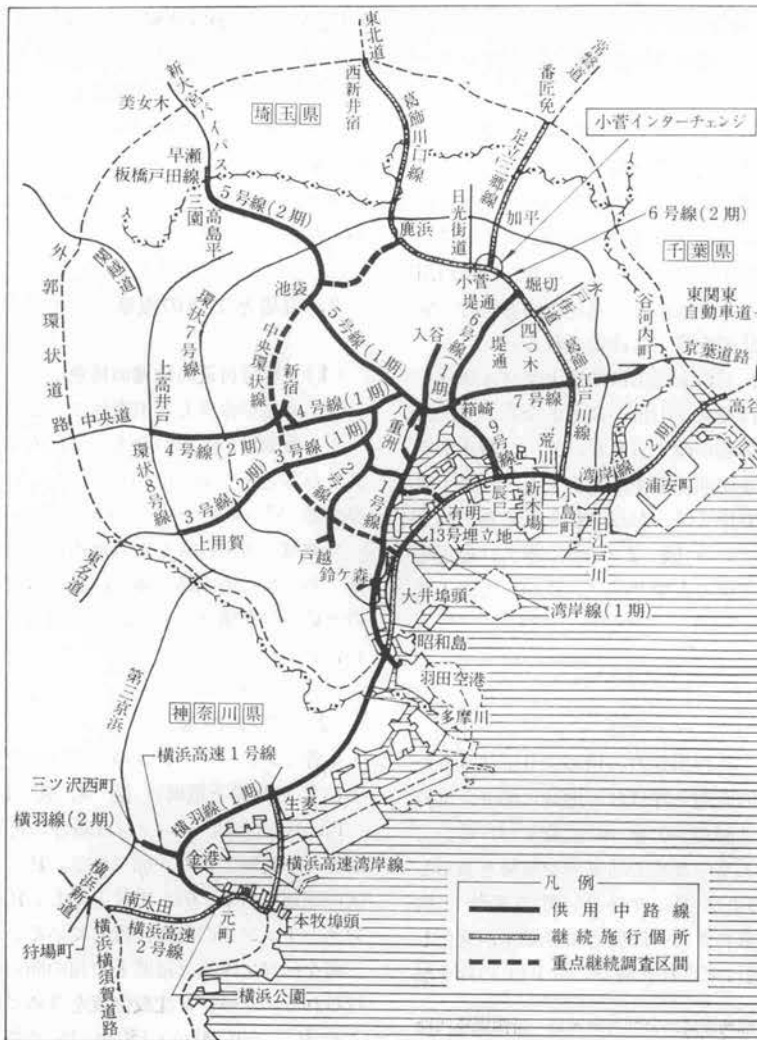 東北道
西新井宿
新大宮バイパス
美女木
埼玉県
常磐道
番匠免
小菅インターチェンジ
早瀬
板橋戸田線
三園
高島平
5号線(2期)
葛飾川口線
足立三郷線
日光街道
加平
6号線(2期)
鹿浜
千葉県
外郭環状道路
関越道
環状7号線
池袋
小菅
堀切
水戸街道
谷河内町
東関東
自動車道
京葉道路
堤通
入谷
6号線(1期)
四つ木
葛飾江戸川線
堤通
中央環状線
新宿
5号線(1期)
上高井戸
4号線(1期)
八重洲
箱崎
7号線
高谷
中央道
4号線(2期)
3号線(1期)
9号線
荒川
湾岸線(2期)
環状8号線
3号線(2期)
2号線
1号線
辰巳
新木場
小島町
浦安町
有明
旧江戸川
13号埋立地
東名道
上用賀
戸越
鈴ケ森
大井埠頭
湾岸線(1期)
昭和島
羽田空港
第三京浜
神奈川県
多摩川
横浜高速1号線
三ツ沢西町
横羽線(2期)
横羽線(1期)
生麦
金港
横浜高速湾岸線
横浜新道
南太田
元町
本牧埠頭
狩場町
横浜高速
2号線
横浜横須賀道路
横浜公園
凡例
供用中路線
継続施行個所
重点継続調査区間